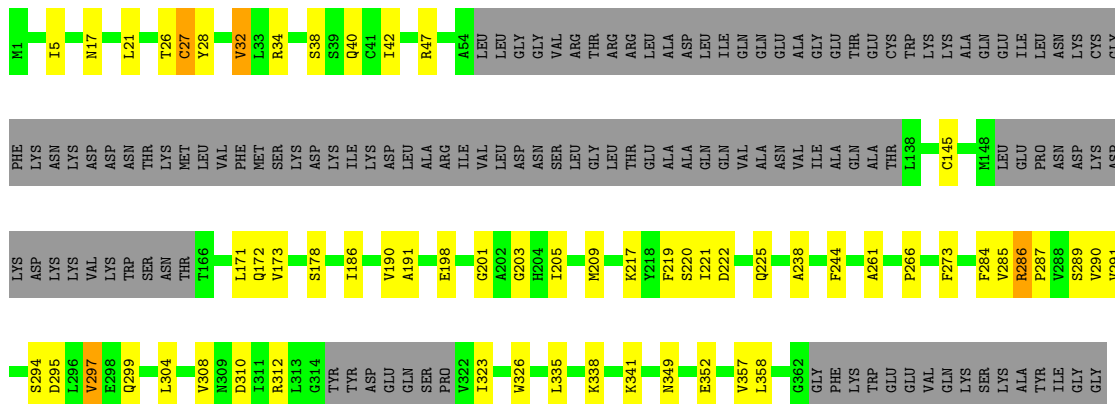 M1 I5 N17 L21 T26 C27 Y28 V32 L33 R34 S38 S39 Q40 C41 I42 R47 A54 LEU LEU GLY GLY VAL ARG THR ARG ARG LEU ALA ASP LEU ILE GLN GLN GLU ALA GLY GLU THR GLU CYS TRP LYS LYS ALA GLN GLU ILE LEU ASN LYS CYS GLY
PHE LYS ASN LYS ASP ASP ASN THR LYS MET LEU VAL PHE MET SER LYS ASP LYS ILE LYS ASP LEU ALA ARG ILE VAL LEU ASP ASN SER LEU GLY LEU THR GLU ALA ALA GLN GLN VAL ALA ASN VAL ILE ALA GLN ALA THR L138 C145 M148 LEU GLU PRO ASN ASP LYS ASP
LYS ASP LYS LYS VAL LYS TRP SER ASN THR T166 L171 Q172 V173 S178 I186 V190 A191 E198 G201 A202 G203 H204 I205 M209 K217 Y218 F219 S220 I221 D222 Q225 A238 F244 A261 P266 F273 F284 V285 R286 P287 V288 S289 V290
S294 D295 L296 V297 E298 Q299 L304 V308 N309 D310 I311 R312 L313 G314 TYR TYR ASP GLU GLN SER PRO V322 I323 W326 L335 K338 K341 N349 E352 V357 L358 G362 GLY PHE LYS TRP GLU GLU VAL GLN LYS SER LYS ALA TYR ILE GLY GLY